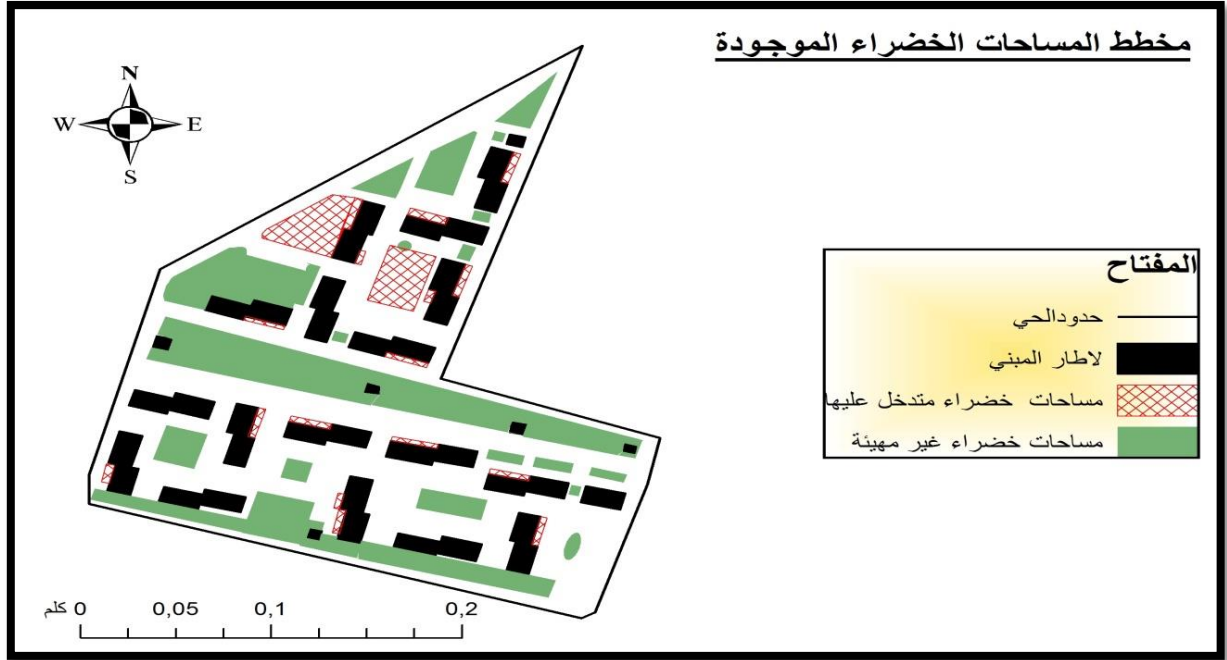 مخطط المساحات الخضراء الموجودة
N
W E
S
المفتاح
حدودالحي
لاطار المبني
مساحات خضراء متدخل عليها
مساحات خضراء غير مهيئة
كلم 0 0,05 0,1 0,2